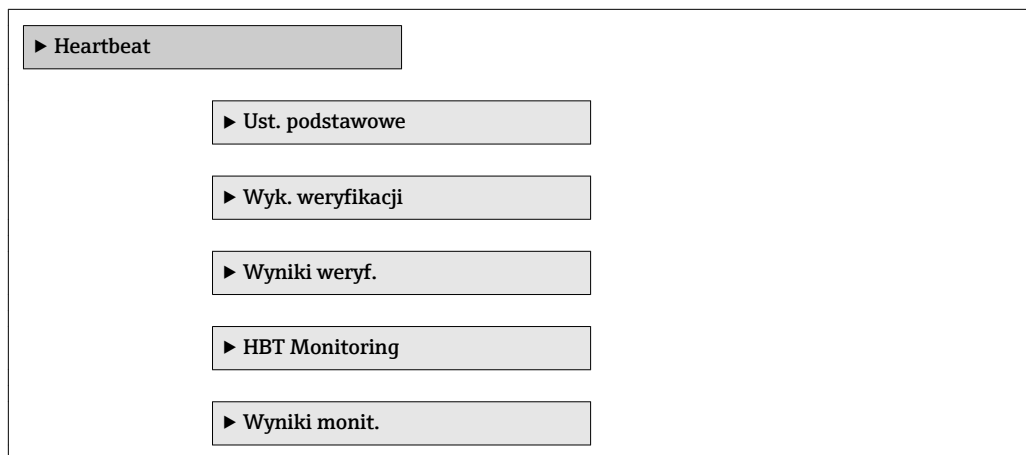 ▶ Heartbeat
▶ Ust. podstawowe
▶ Wyk. weryfikacji
▶ Wyniki weryf.
▶ HBT Monitoring
▶ Wyniki monit.